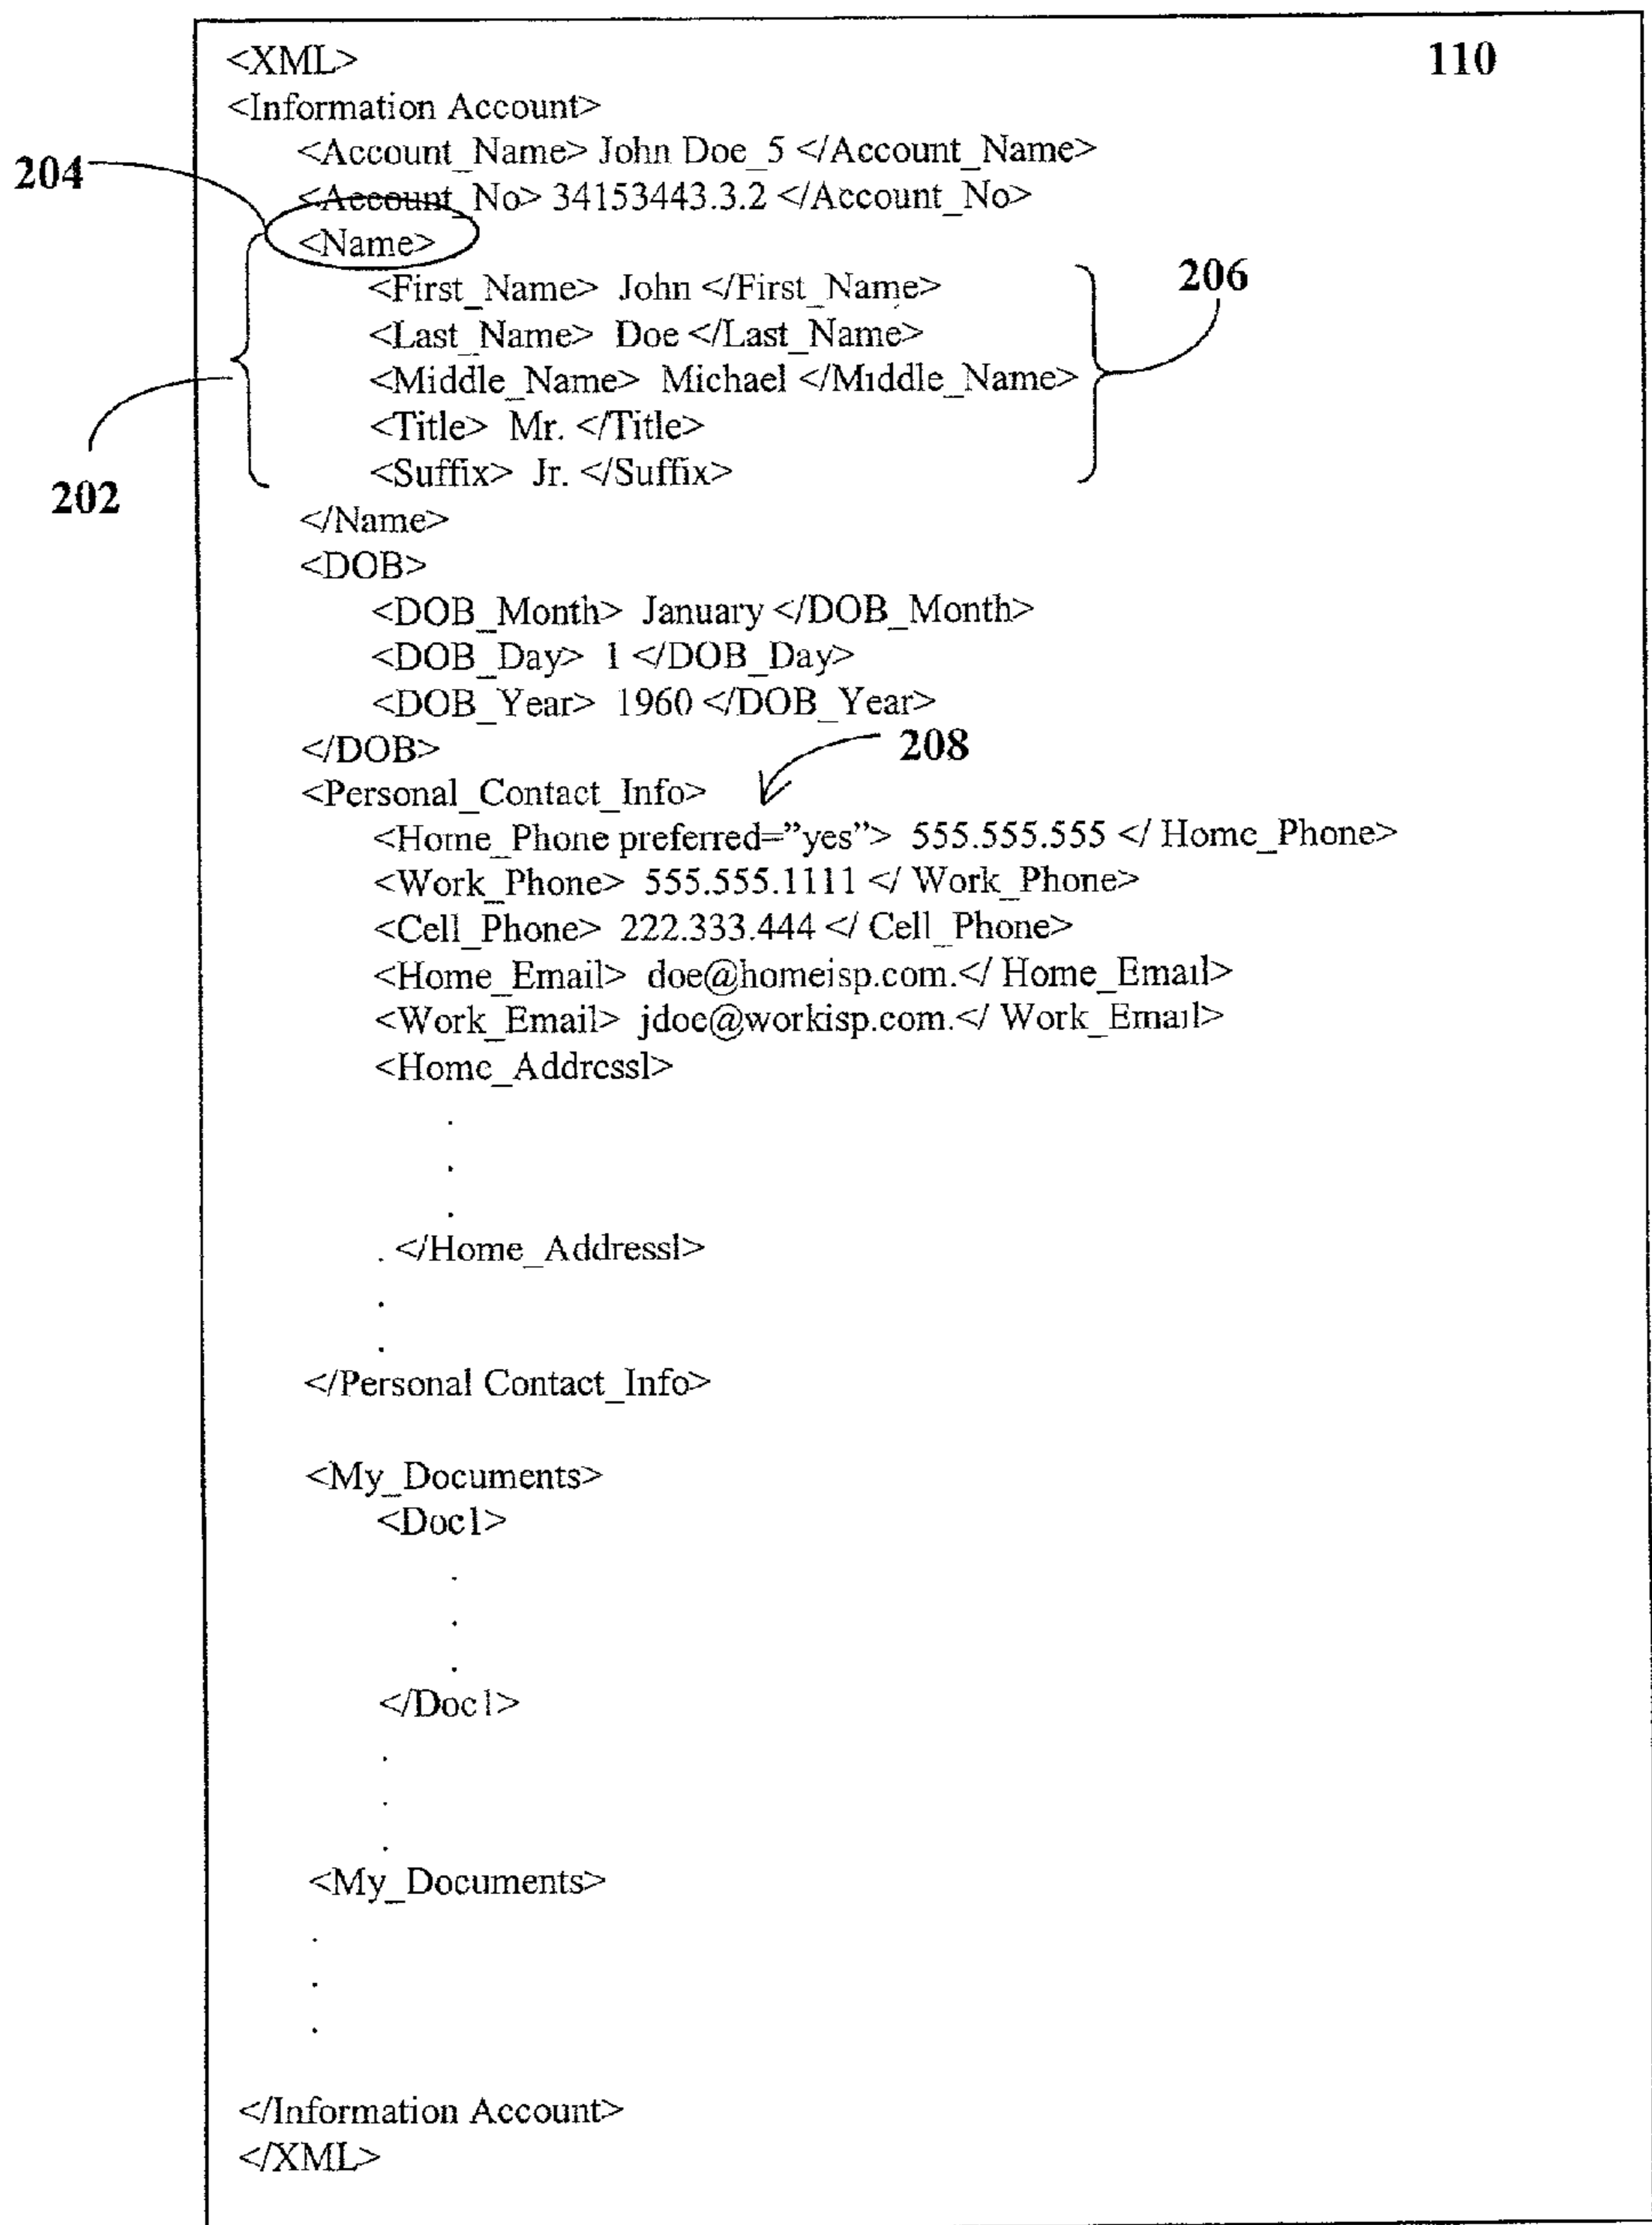 <XML> 110
<Information Account>
<Account_Name> John Doe_5 </Account_Name>
204
<Account_No> 34153443.3.2 </Account_No>
<Name>
206
<First_Name> John </First_Name>
<Last_Name> Doe </Last_Name>
<Middle_Name> Michael </Middle_Name>
<Title> Mr. </Title>
<Suffix> Jr. </Suffix>
202
</Name>
<DOB>
<DOB_Month> January </DOB_Month>
<DOB_Day> 1 </DOB_Day>
<DOB_Year> 1960 </DOB_Year>
</DOB>
208
<Personal_Contact_Info>
<Home_Phone preferred=”yes”> 555.555.555 </ Home_Phone>
<Work_Phone> 555.555.1111 </ Work_Phone>
<Cell_Phone> 222.333.444 </ Cell_Phone>
<Home_Email> doe@homeisp.com.</ Home_Email>
<Work_Email> jdoe@workisp.com.</ Work_Email>
<Home_Addressl>
.
.
.
. </Home_Addressl>
.
.
</Personal Contact_Info>
<My_Documents>
<Doc1>
.
.
.
</Doc1>
.
.
.
<My_Documents>
.
.
.
</Information Account>
</XML>